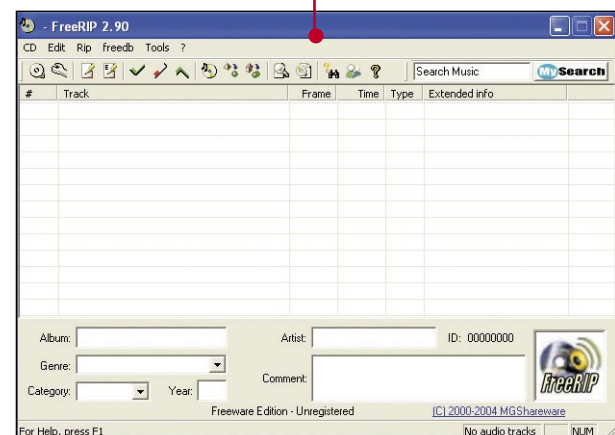 - FreeRIP 2.90
CD Edit Rip freedb Tools ?
Search Music MySearch
# Track Frame Time Type Extended info
Album: Artist: ID: 00000000
Genre:
Comment:
Category: Year:
FreeRIP
Freeware Edition - Unregistered (C) 2000-2004 MGShareware
For Help, press F1 No audio tracks NUM